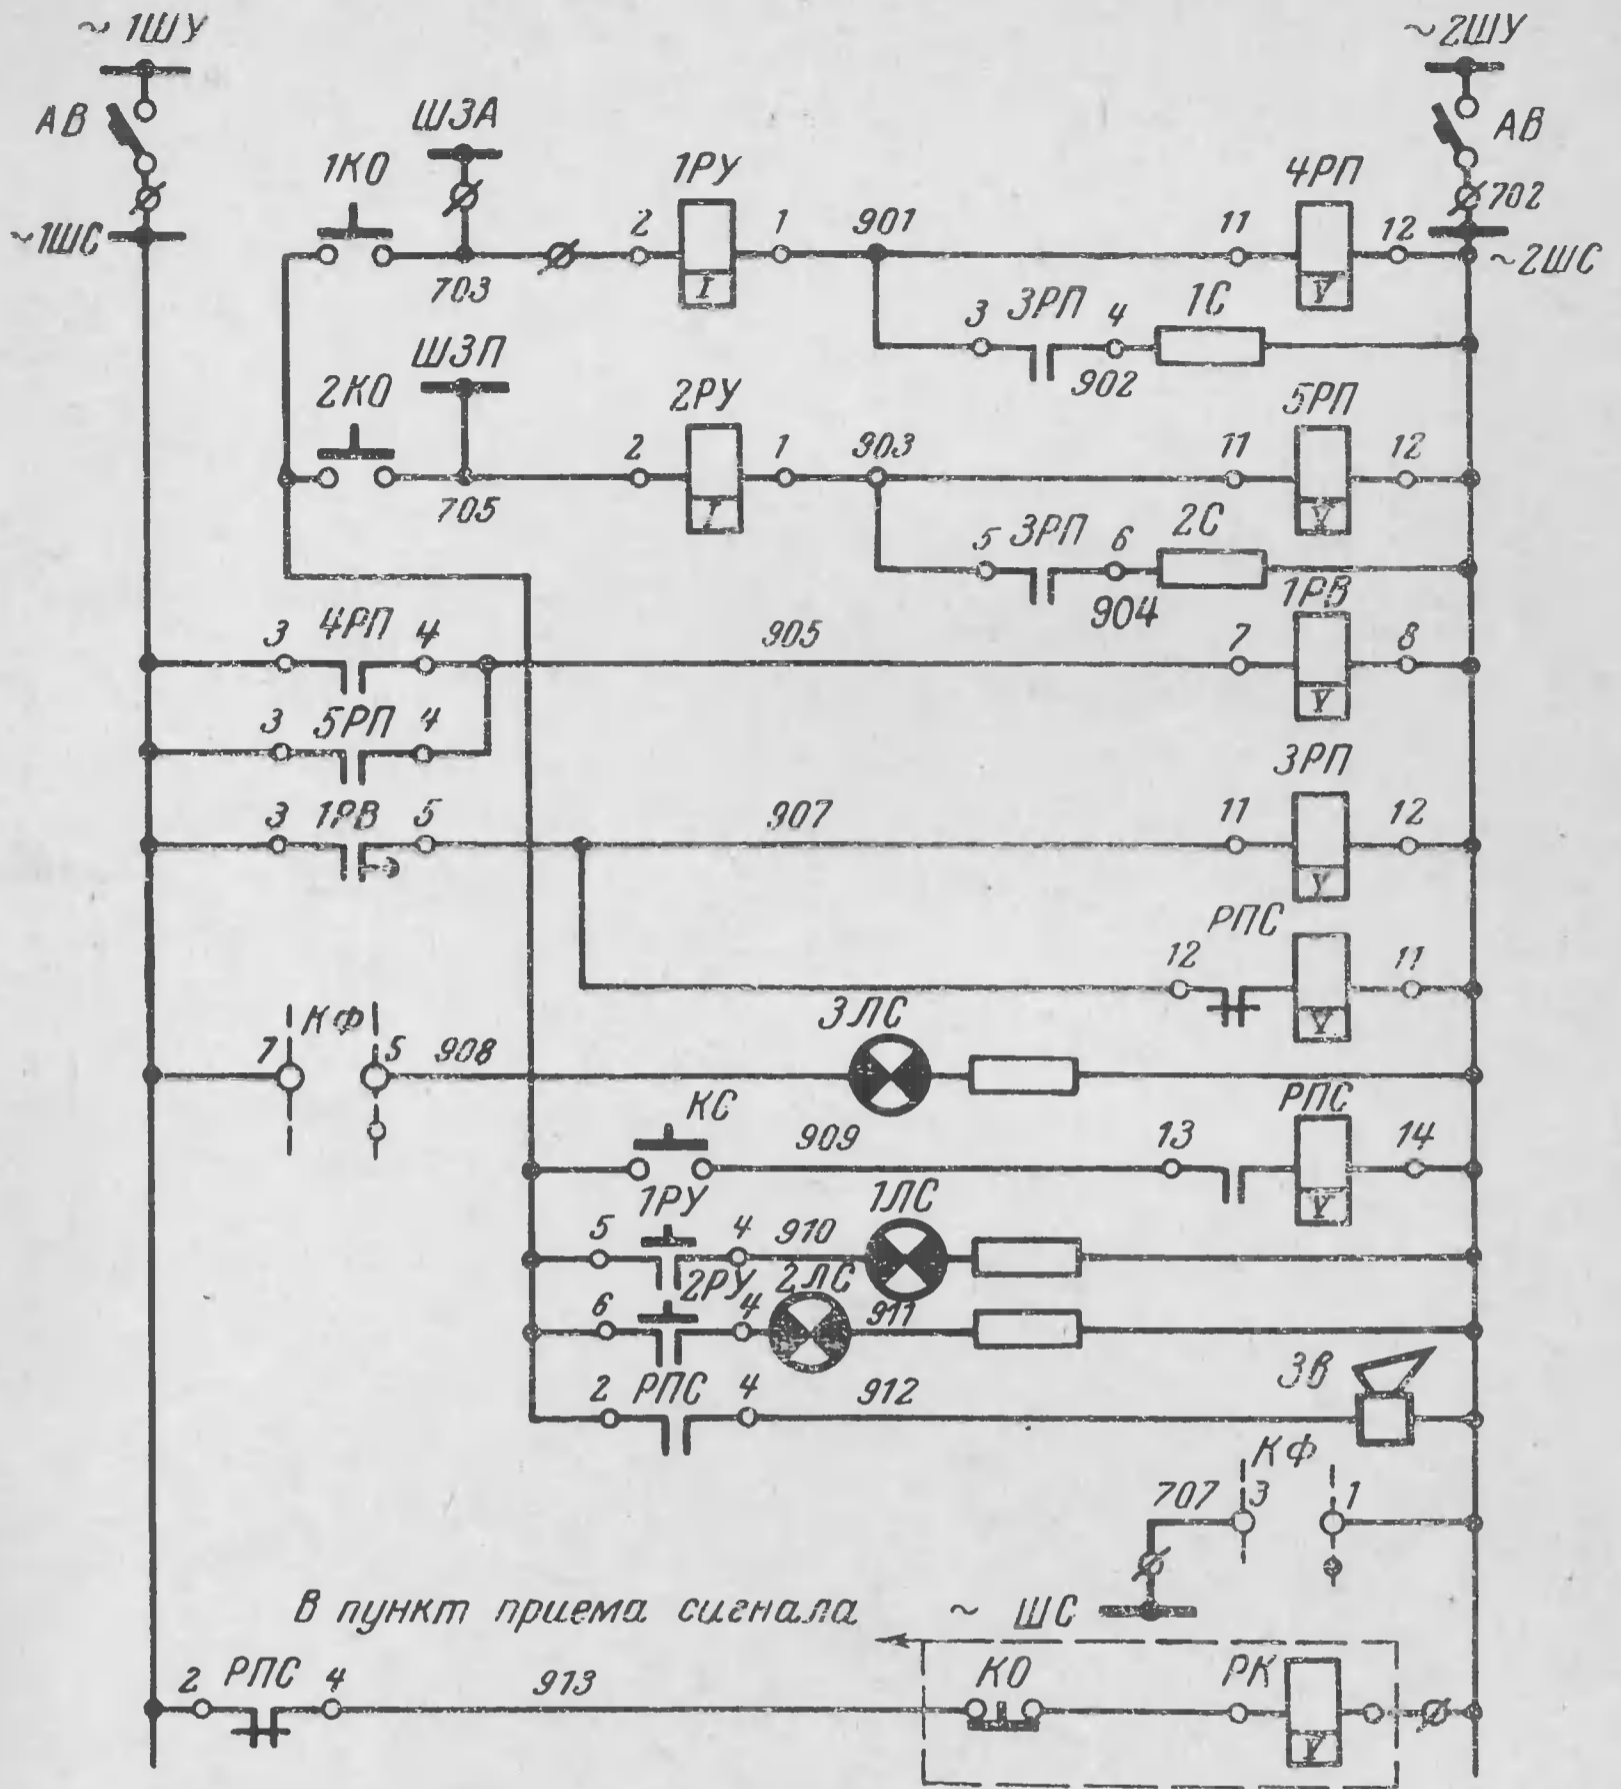 ~ 1ШУ ~ 2ШУ
АВ ШЗА АВ
1КО 1РУ 4РП
702
~1ШС 2 1 901 11 12
703 ~2ШС
I V
3 3РП 4 1С
ШЗП 902
2КО 2РУ 5РП
2 1 903 11 12
705
I V
5 3РП 6 2С
904 1РВ
3 4РП 4 905 7 8
V
3 5РП 4
3РП
3 1РВ 5 907 11 12
V
РПС
12 11
V
КФ 3ЛС
7 5 908
КС РПС
909 13 14
V
1РУ 1ЛС
5 4 910
2РУ 2ЛС
6 4 911
2 РПС 4 912 ЗВ
КФ
707 3 1
В пункт приема сигнала ~ ШС
2 РПС 4 913 КО РК
V